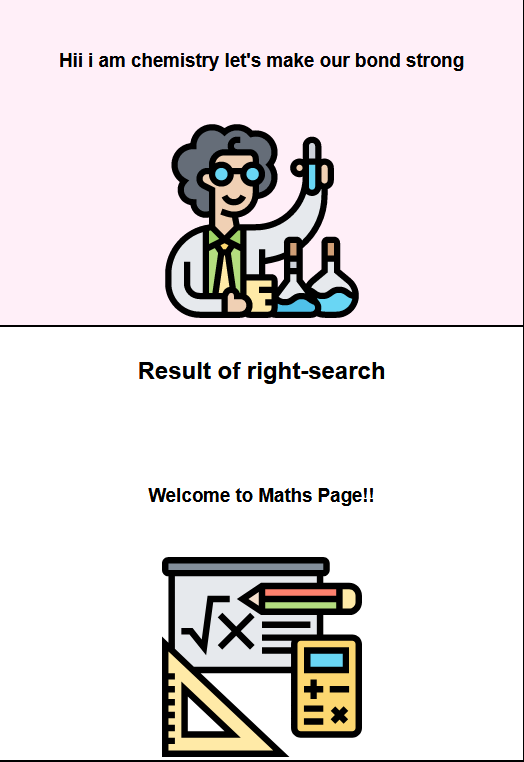 Hii i am chemistry let's make our bond strong
Result of right-search
Welcome to Maths Page!!